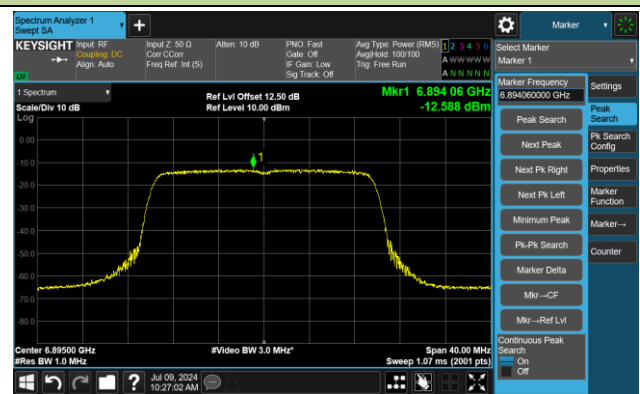 Spectrum Analyzer 1
Swept SA
+
Marker
KEYSIGHT
Input: RF
Coupling: DC
Align: Auto
Input Z: 50 Ω
Corr CCorr
Freq Ref: Int (S)
Atten: 10 dB
PNO: Fast
Gate: Off
IF Gain: Low
Sig Track: Off
Avg Type: Power (RMS)
Avg|Hold: 100/100
Trig: Free Run
1 2 3 4 5 6
A W W W W W
A N N N N N
Select Marker
Marker 1
LXI
1 Spectrum
Scale/Div 10 dB
Ref Lvl Offset 12.50 dB
Ref Level 10.00 dBm
Mkr1 6.894 06 GHz
-12.588 dBm
Log
0.00
-10.0
-20.0
-30.0
-40.0
-50.0
-60.0
-70.0
-80.0
1
Center 6.89500 GHz
#Res BW 1.0 MHz
#Video BW 3.0 MHz*
Span 40.00 MHz
Sweep 1.07 ms (2001 pts)
Marker Frequency
6.894060000 GHz
Peak Search
Next Peak
Next Pk Right
Next Pk Left
Minimum Peak
Pk-Pk Search
Marker Delta
Mkr→CF
Mkr→Ref Lvl
Continuous Peak
Search
On
Off
Settings
Peak
Search
Pk Search
Config
Properties
Marker
Function
Marker→
Counter
?
Jul 09, 2024
10:27:02 AM